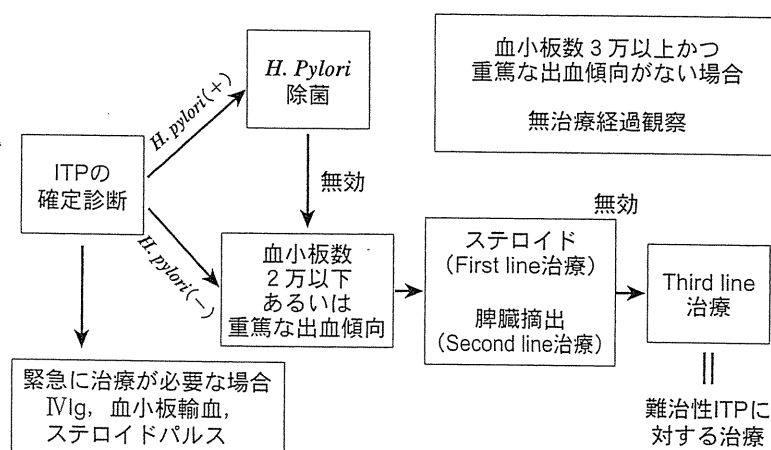 H. Pylori
除菌
血小板数3万以上かつ
重篤な出血傾向がない場合
無治療経過観察
H. pylori(+)
ITPの
確定診断
無効
H. pylori(−)
血小板数
2万以下
あるいは
重篤な出血傾向
ステロイド
(First line治療)
脾臓摘出
(Second line治療)
無効
Third line
治療
難治性ITPに
対する治療
緊急に治療が必要な場合
IVIg,血小板輸血,
ステロイドパルス